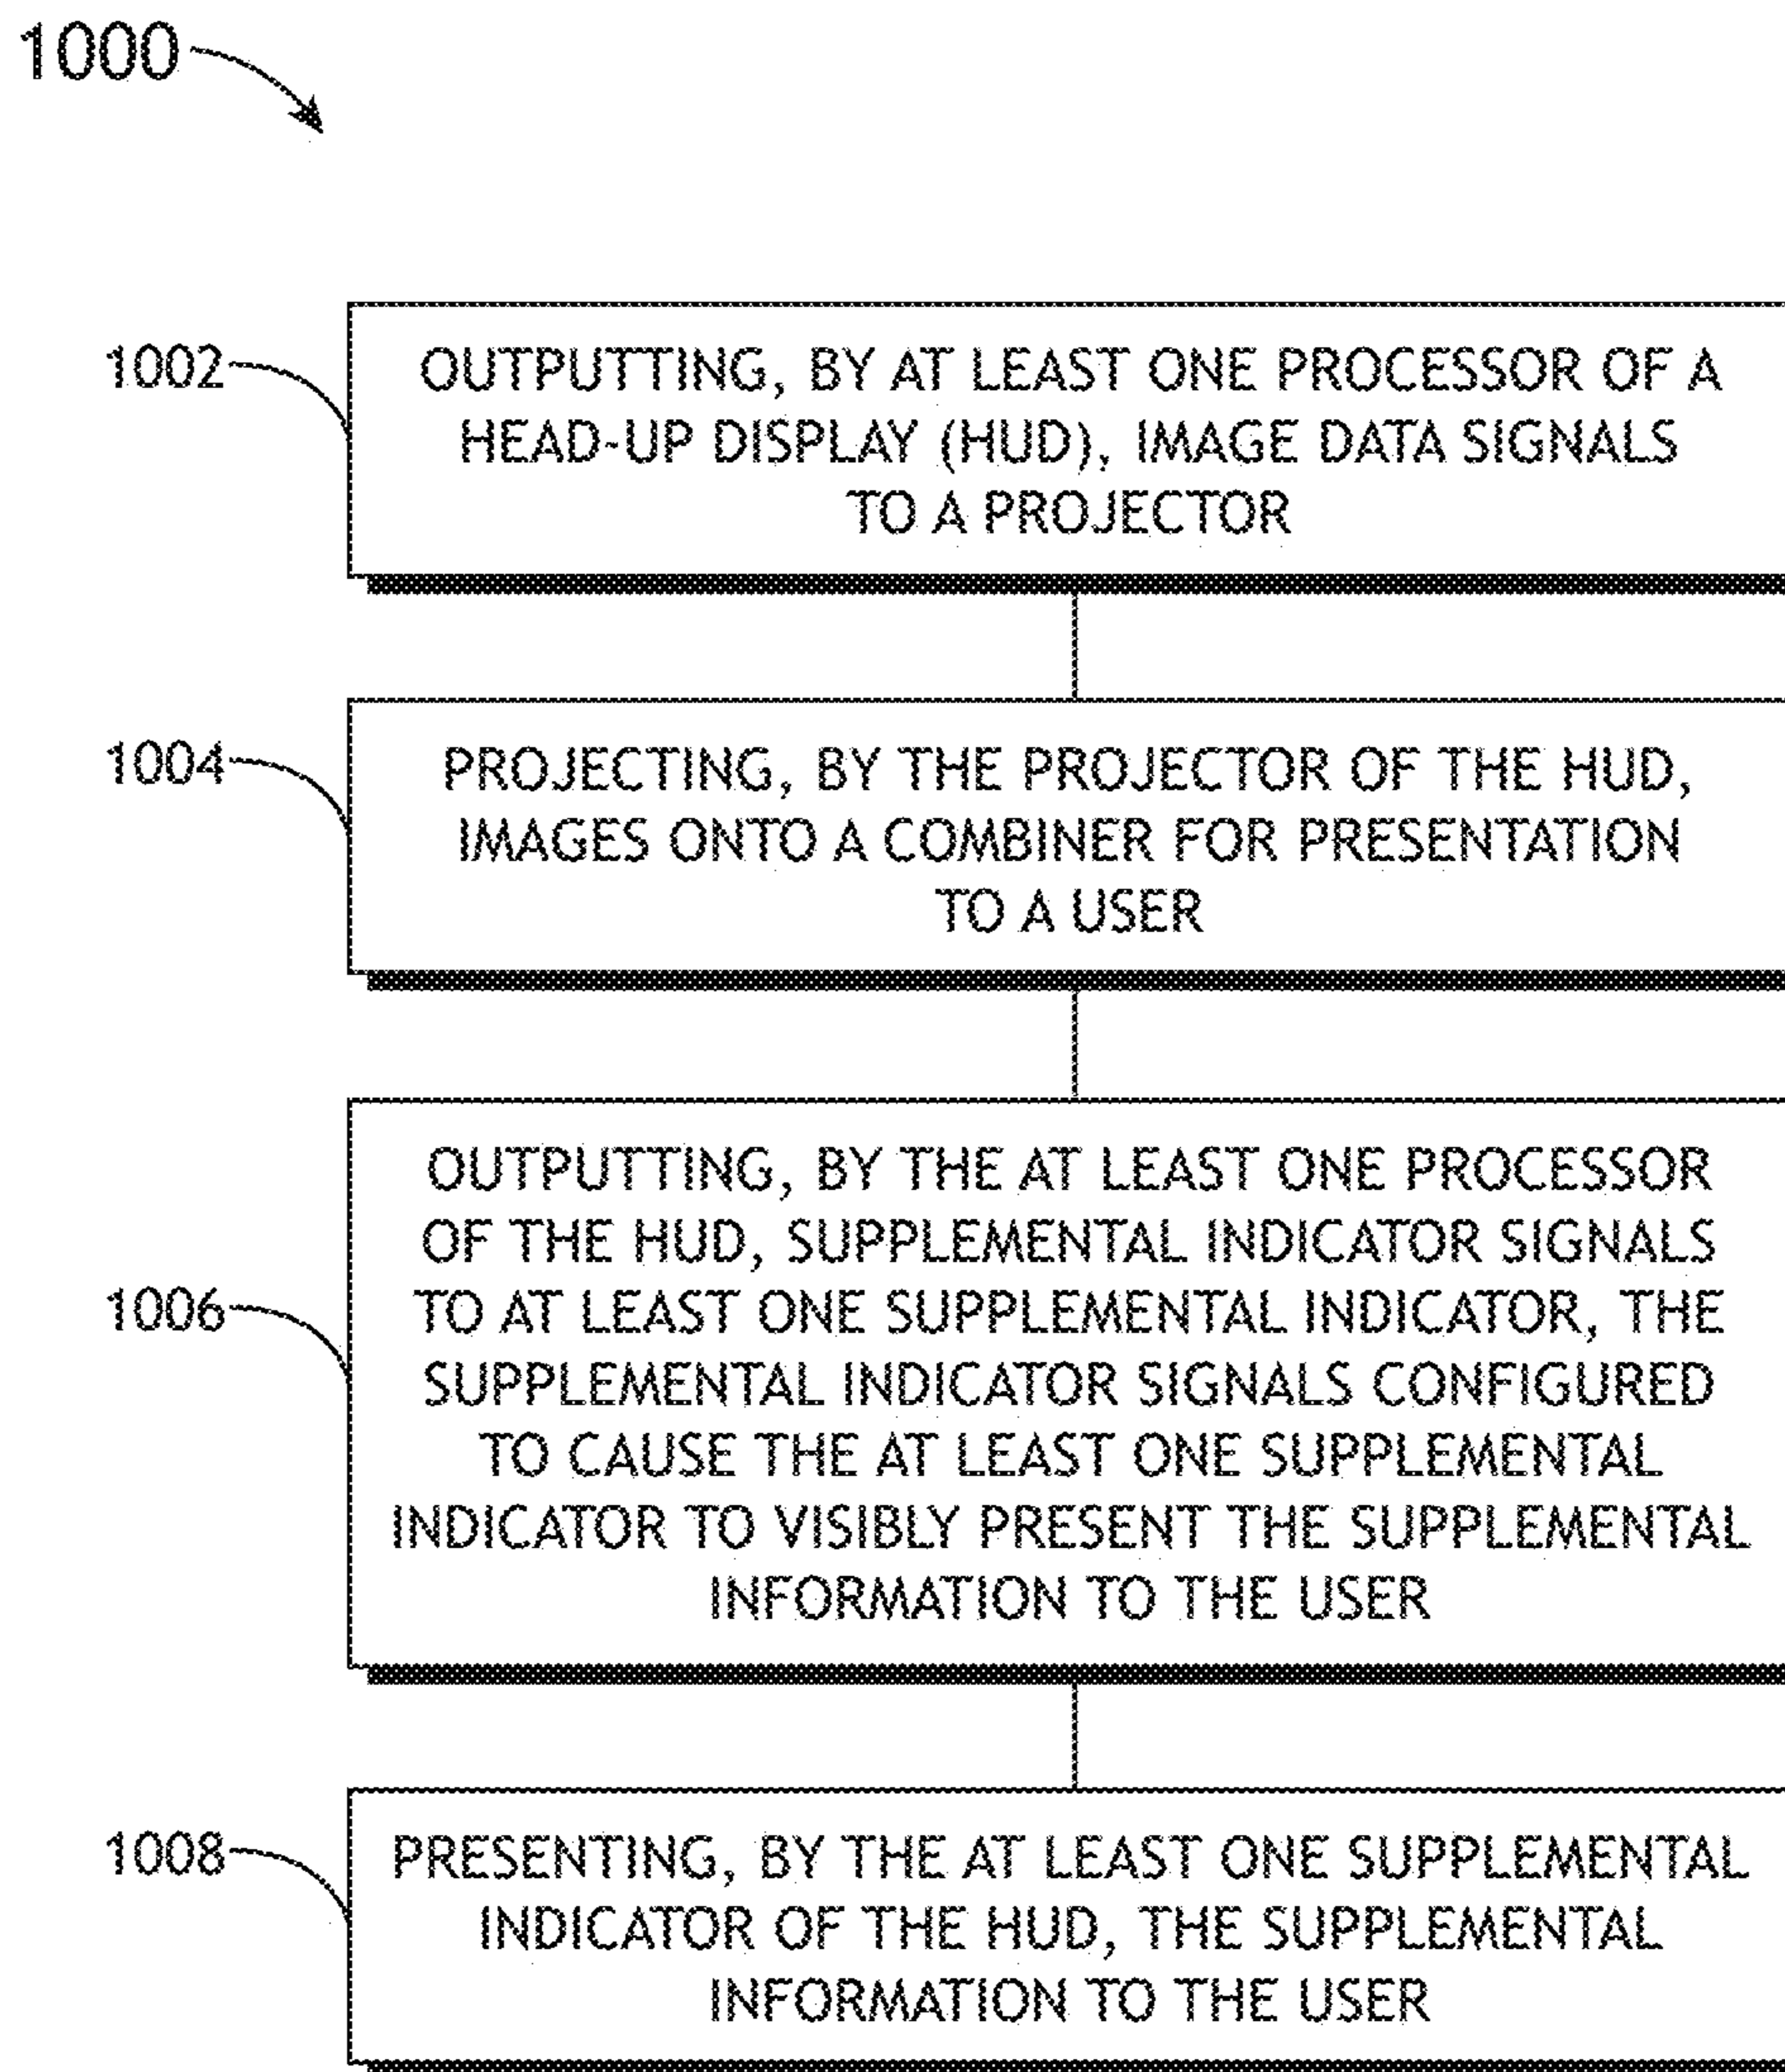 1000
1002
OUTPUTTING, BY AT LEAST ONE PROCESSOR OF A
HEAD-UP DISPLAY (HUD), IMAGE DATA SIGNALS
TO A PROJECTOR
1004
PROJECTING, BY THE PROJECTOR OF THE HUD,
IMAGES ONTO A COMBINER FOR PRESENTATION
TO A USER
1006
OUTPUTTING, BY THE AT LEAST ONE PROCESSOR
OF THE HUD, SUPPLEMENTAL INDICATOR SIGNALS
TO AT LEAST ONE SUPPLEMENTAL INDICATOR, THE
SUPPLEMENTAL INDICATOR SIGNALS CONFIGURED
TO CAUSE THE AT LEAST ONE SUPPLEMENTAL
INDICATOR TO VISIBLY PRESENT THE SUPPLEMENTAL
INFORMATION TO THE USER
1008
PRESENTING, BY THE AT LEAST ONE SUPPLEMENTAL
INDICATOR OF THE HUD, THE SUPPLEMENTAL
INFORMATION TO THE USER